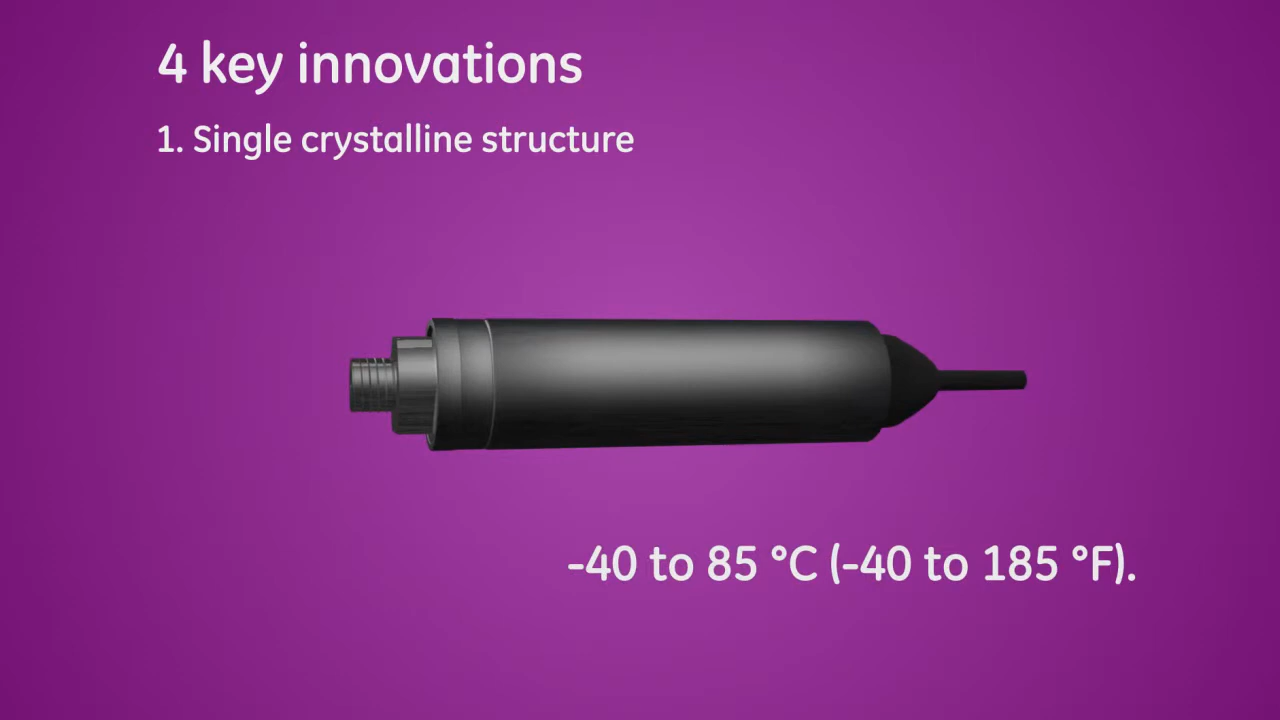 4 key innovations
1. Single crystalline structure
-40 to 85 °C (-40 to 185 °F).